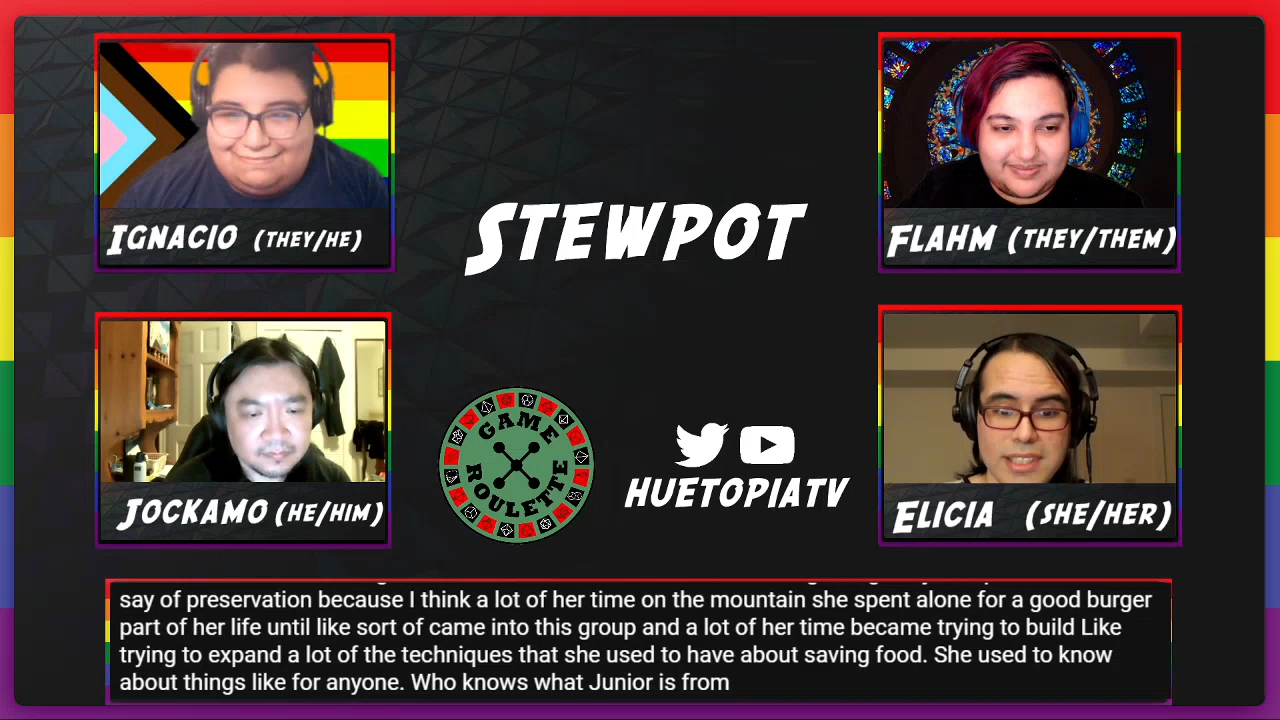 IGNACIO (THEY/HE)
STEWPOT
FLAHM (THEY/THEM)
JOCKAMO (HE/HIM)
GAME
ROULETTE
HUETOPIATV
ELICIA (SHE/HER)
say of preservation because I think a lot of her time on the mountain she spent alone for a good burger
part of her life until like sort of came into this group and a lot of her time became trying to build Like
trying to expand a lot of the techniques that she used to have about saving food. She used to know
about things like for anyone. Who knows what Junior is from